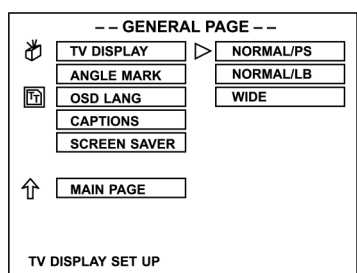 -- GENERAL PAGE --
TV DISPLAY
NORMAL/PS
ANGLE MARK
NORMAL/LB
TT OSD LANG
WIDE
CAPTIONS
SCREEN SAVER
MAIN PAGE
TV DISPLAY SET UP